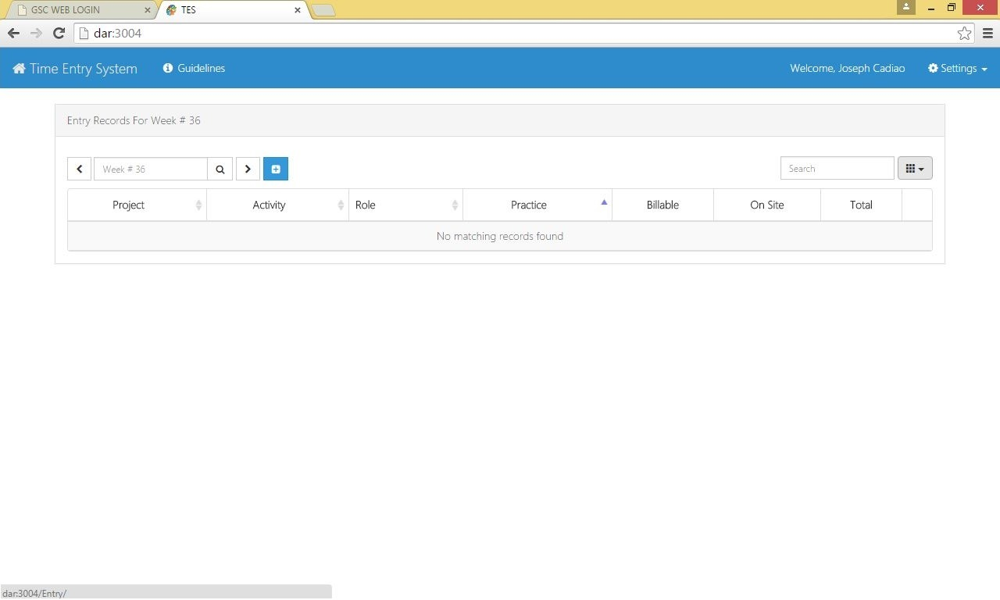 GSC WEB LOGIN TES
dar:3004
Time Entry System Guidelines Welcome, Joseph Cadiao Settings
Entry Records For Week # 36
Week # 36 Search
Project Activity Role Practice Billable On Site Total
No matching records found
dar:3004/Entry/